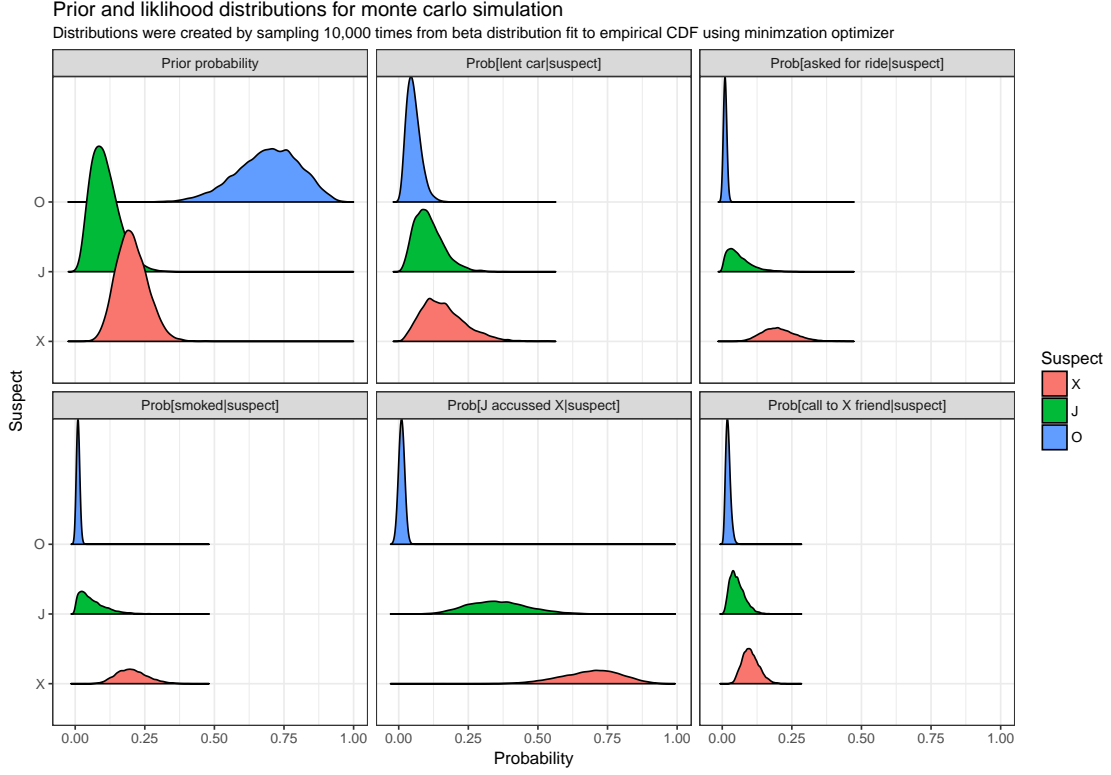 Prior and liklihood distributions for monte carlo simulation
Distributions were created by sampling 10,000 times from beta distribution fit to empirical CDF using minimzation optimizer
Prior probability
Prob[lent car|suspect]
Prob[asked for ride|suspect]
O
J
X
Suspect
Suspect
X
J
O
Prob[smoked|suspect]
Prob[J accussed X|suspect]
Prob[call to X friend|suspect]
O
J
X
0.00 0.25 0.50 0.75 1.00
0.00 0.25 0.50 0.75 1.00
0.00 0.25 0.50 0.75 1.00
Probability